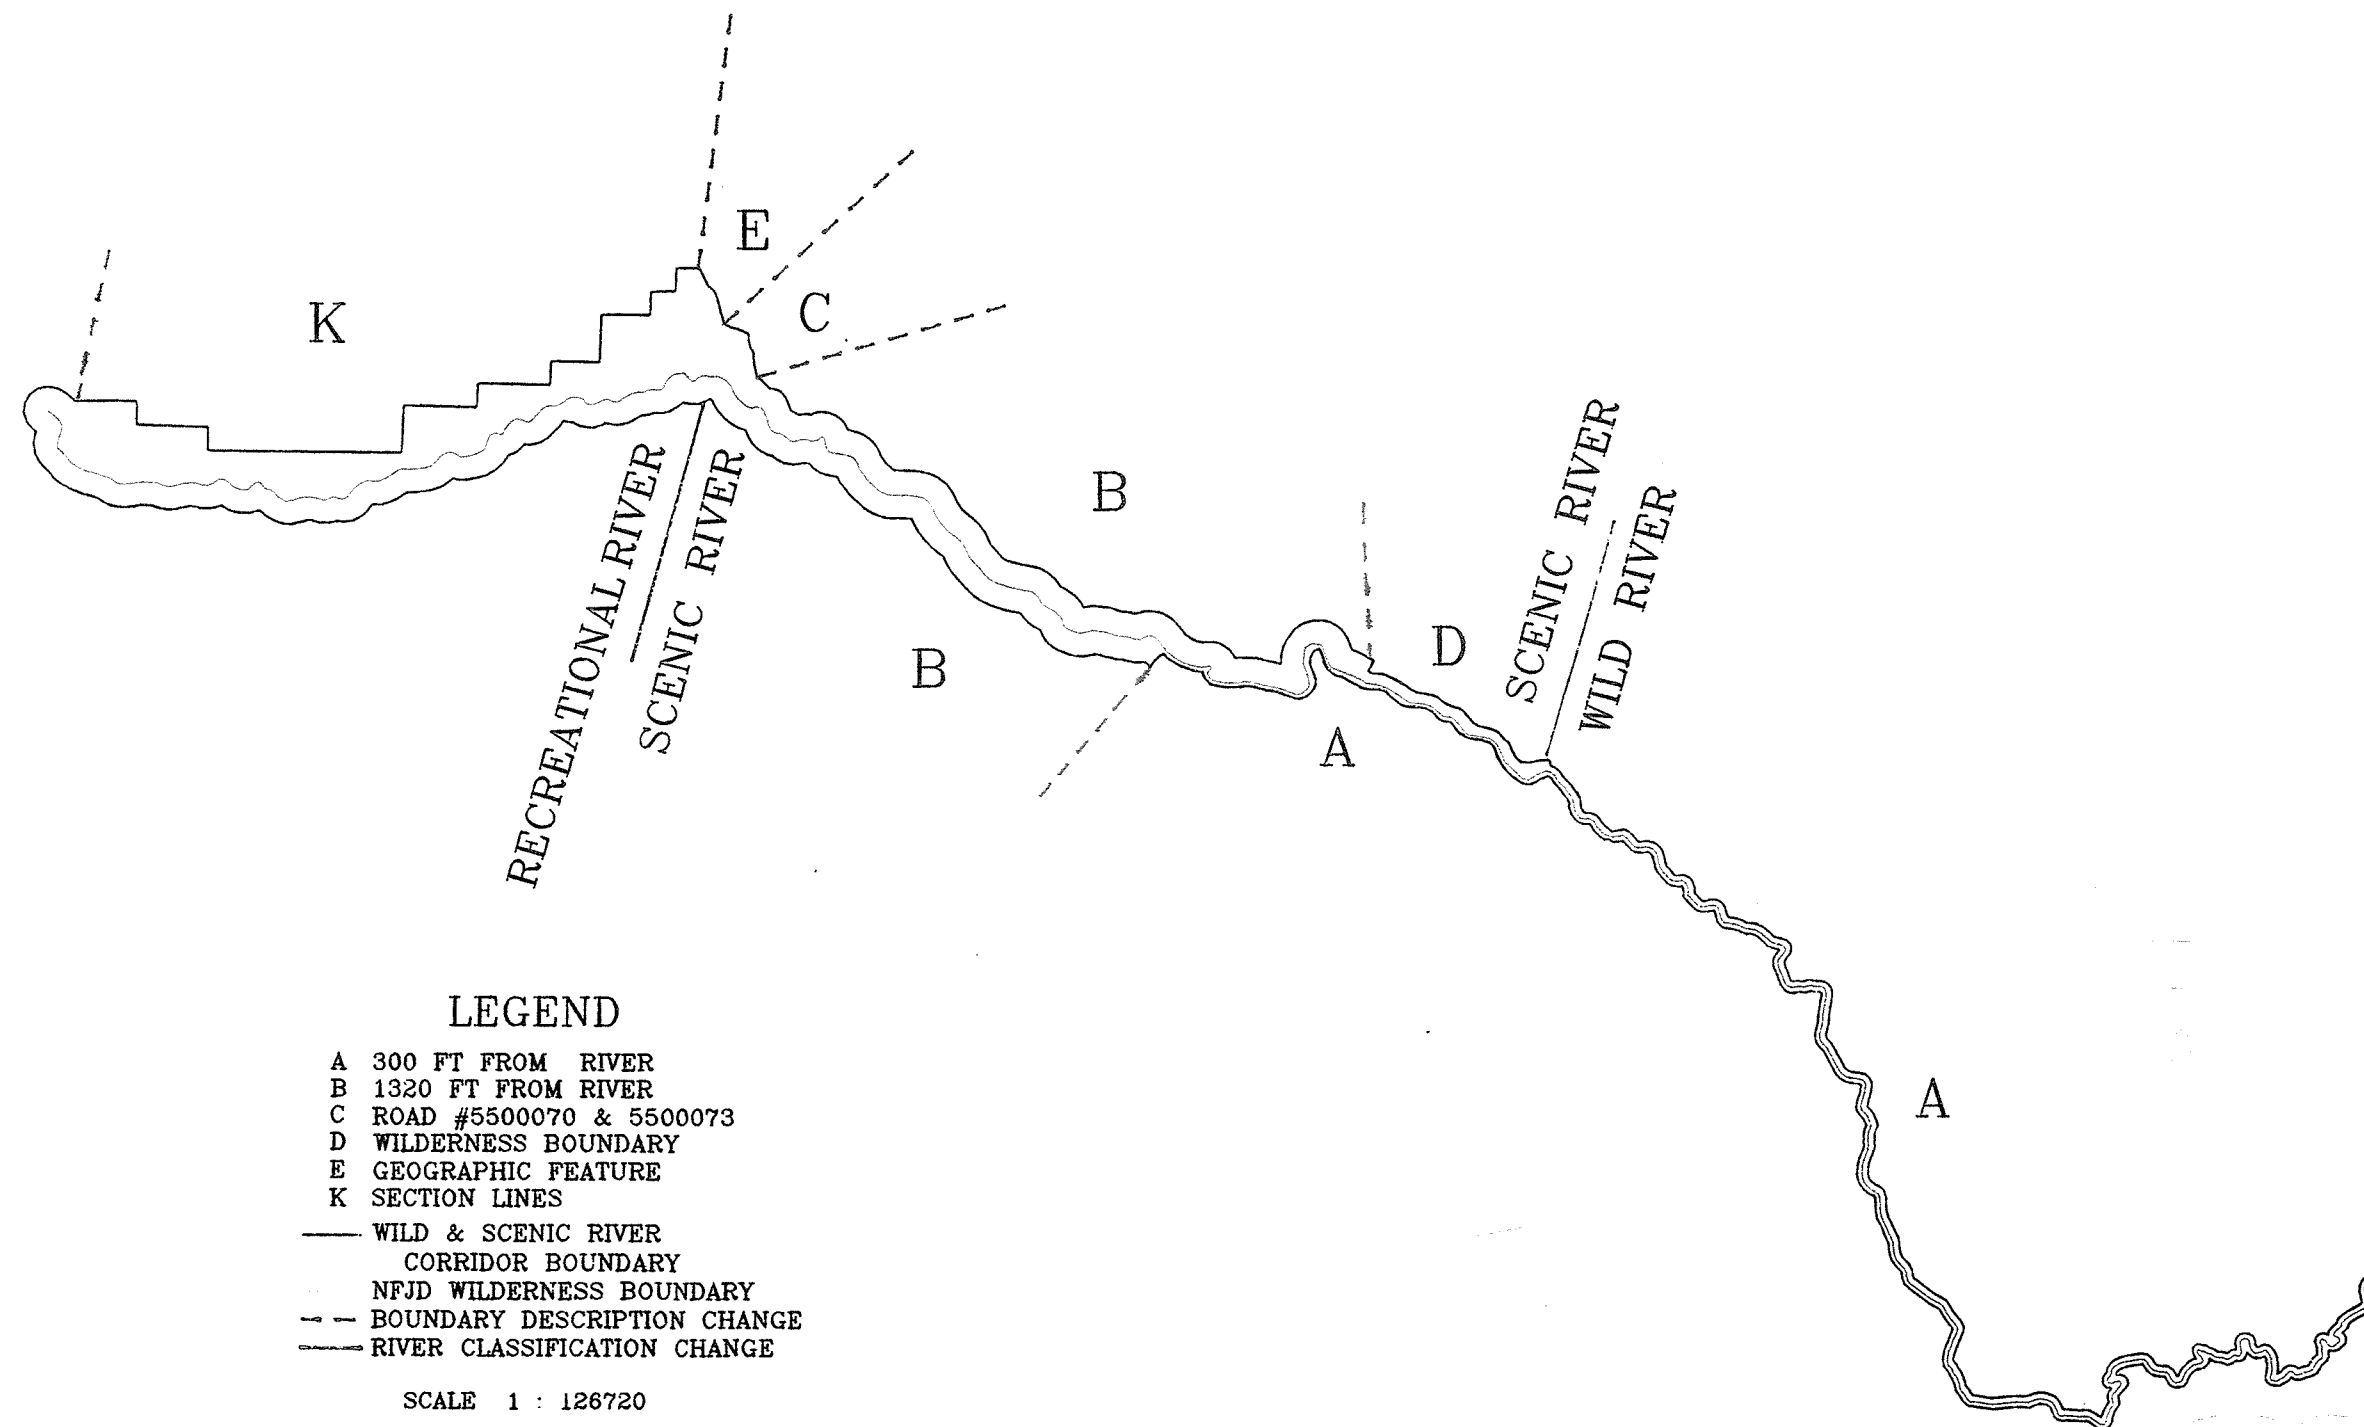 E
C
K
B
B
D
A
A
RECREATIONAL RIVER
SCENIC RIVER
SCENIC RIVER
WILD RIVER
LEGEND
A 300 FT FROM RIVER
B 1320 FT FROM RIVER
C ROAD #5500070 & 5500073
D WILDERNESS BOUNDARY
E GEOGRAPHIC FEATURE
K SECTION LINES
WILD & SCENIC RIVER
CORRIDOR BOUNDARY
NFJD WILDERNESS BOUNDARY
BOUNDARY DESCRIPTION CHANGE
RIVER CLASSIFICATION CHANGE
SCALE 1 : 126720